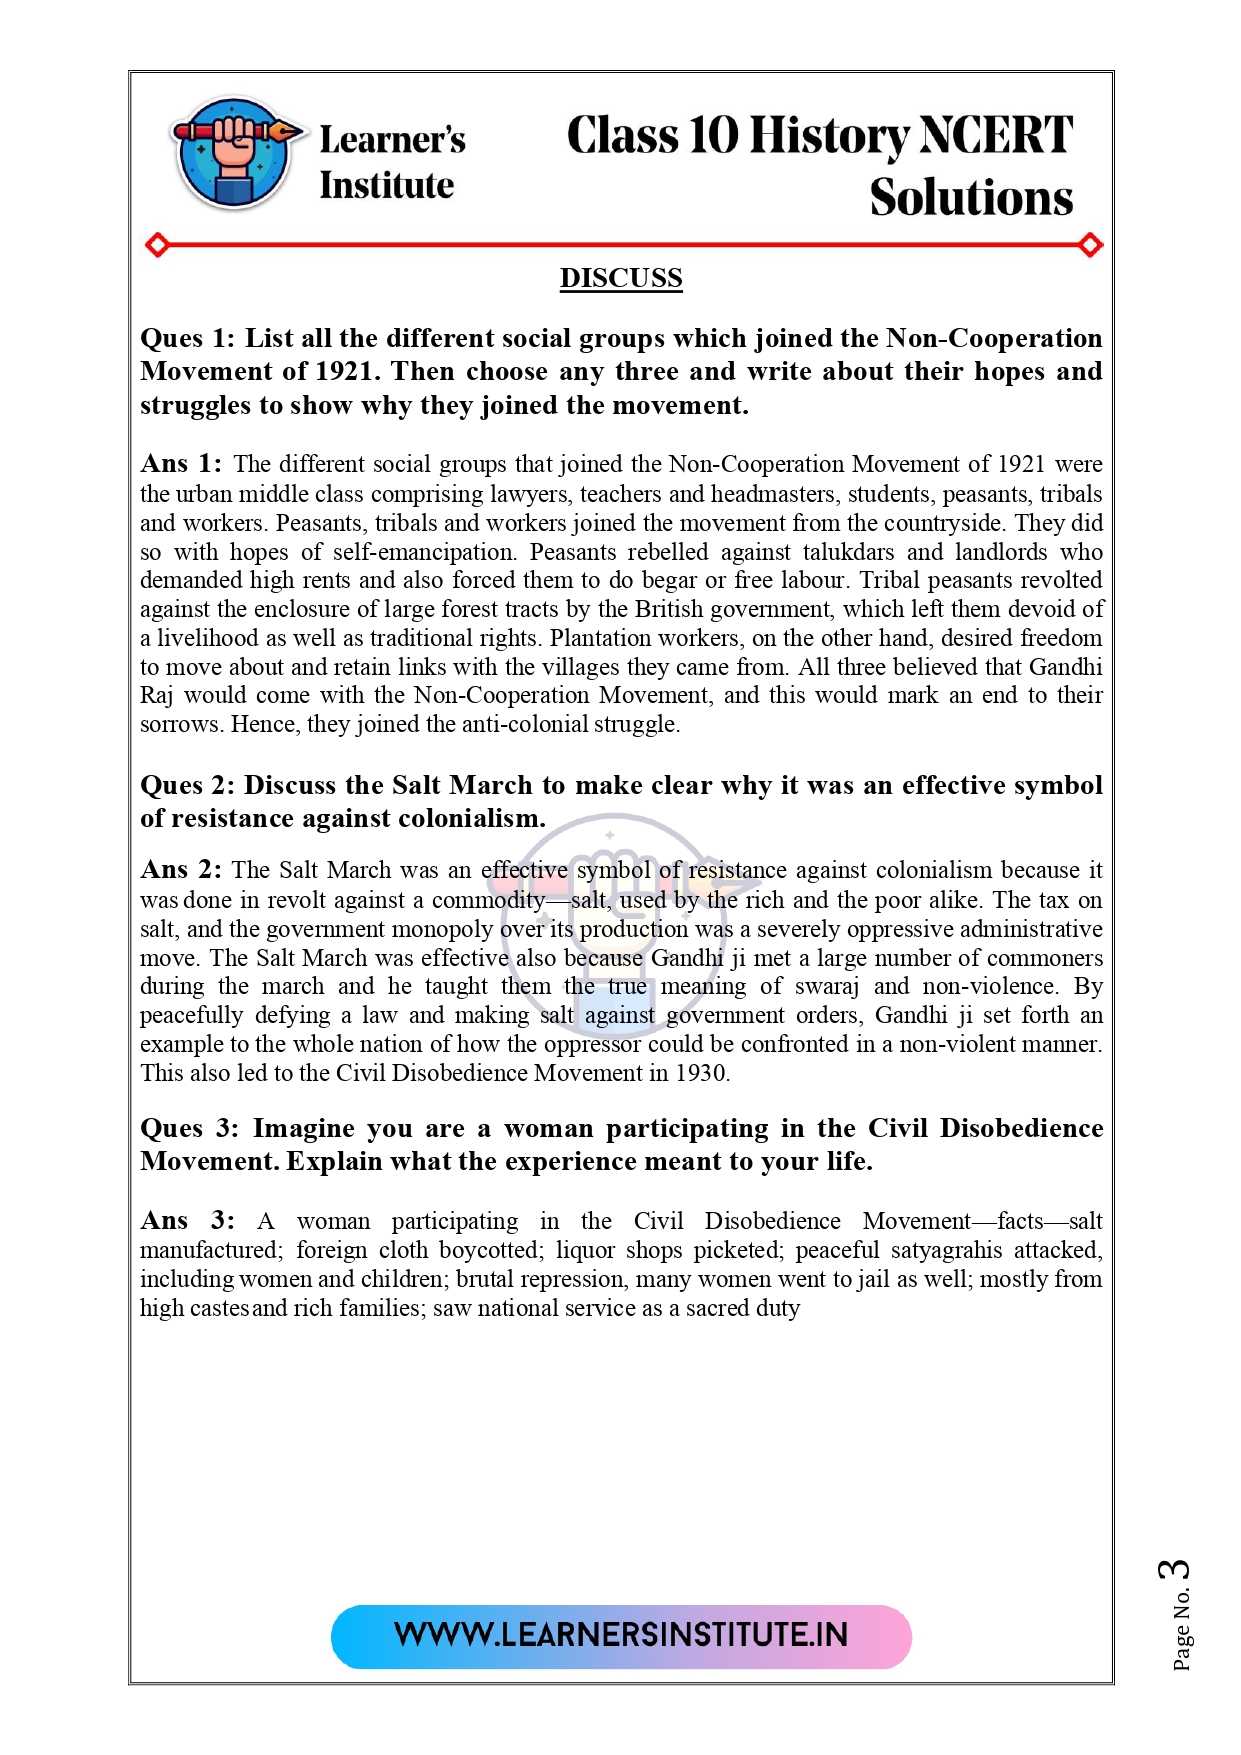 Learner's
Institute
Class 10 History NCERT
Solutions
DISCUSS
Ques 1: List all the different social groups which joined the Non-Cooperation
Movement of 1921. Then choose any three and write about their hopes and
struggles to show why they joined the movement.
Ans 1: The different social groups that joined the Non-Cooperation Movement of 1921 were
the urban middle class comprising lawyers, teachers and headmasters, students, peasants, tribals
and workers. Peasants, tribals and workers joined the movement from the countryside. They did
so with hopes of self-emancipation. Peasants rebelled against talukdars and landlords who
demanded high rents and also forced them to do begar or free labour. Tribal peasants revolted
against the enclosure of large forest tracts by the British government, which left them devoid of
a livelihood as well as traditional rights. Plantation workers, on the other hand, desired freedom
to move about and retain links with the villages they came from. All three believed that Gandhi
Raj would come with the Non-Cooperation Movement, and this would mark an end to their
sorrows. Hence, they joined the anti-colonial struggle.
Ques 2: Discuss the Salt March to make clear why it was an effective symbol
of resistance against colonialism.
Ans 2: The Salt March was an effective symbol of resistance against colonialism because it
was done in revolt against a commodity—salt, used by the rich and the poor alike. The tax on
salt, and the government monopoly over its production was a severely oppressive administrative
move. The Salt March was effective also because Gandhi ji met a large number of commoners
during the march and he taught them the true meaning of swaraj and non-violence. By
peacefully defying a law and making salt against government orders, Gandhi ji set forth an
example to the whole nation of how the oppressor could be confronted in a non-violent manner.
This also led to the Civil Disobedience Movement in 1930.
Ques 3: Imagine you are a woman participating in the Civil Disobedience
Movement. Explain what the experience meant to your life.
Ans 3: A woman participating in the Civil Disobedience Movement—facts—salt
manufactured; foreign cloth boycotted; liquor shops picketed; peaceful satyagrahis attacked,
including women and children; brutal repression, many women went to jail as well; mostly from
high castes and rich families; saw national service as a sacred duty
WWW.LEARNERSINSTITUTE.IN
Page No. 3